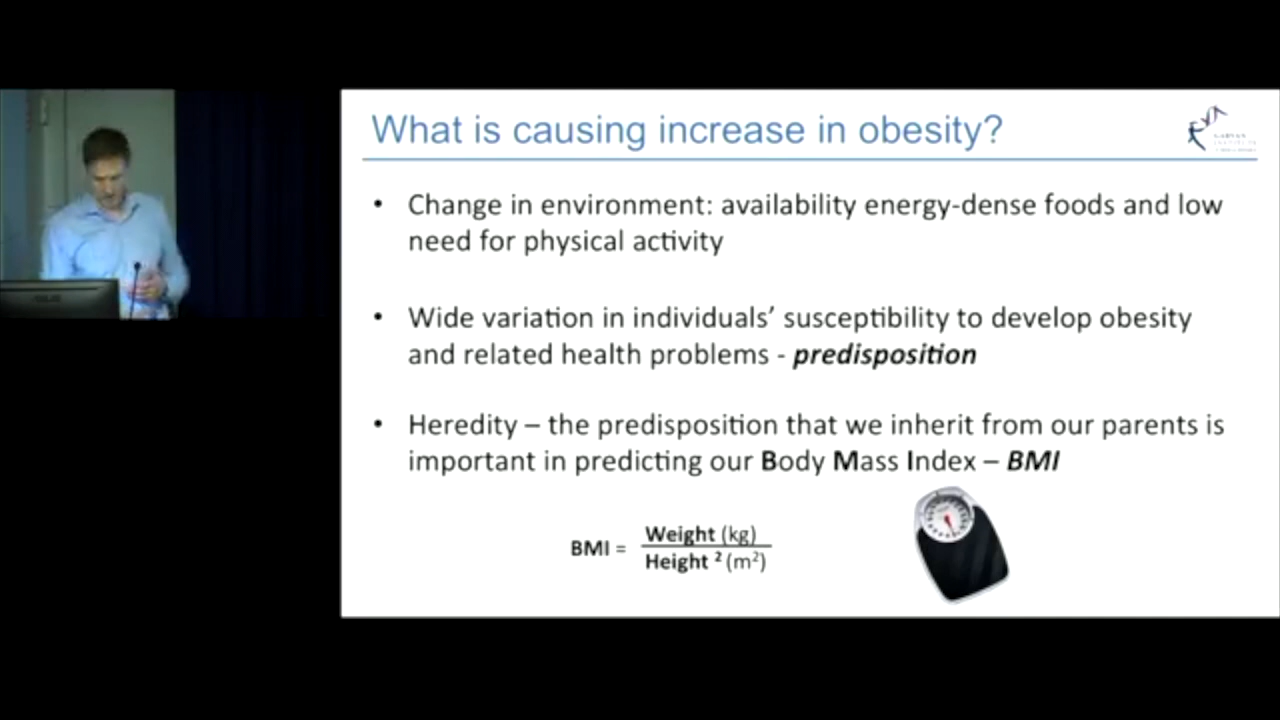 What is causing increase in obesity?
GARVAN
INSTITUTE
• Change in environment: availability energy-dense foods and low
need for physical activity
• Wide variation in individuals’ susceptibility to develop obesity
and related health problems - predisposition
• Heredity – the predisposition that we inherit from our parents is
important in predicting our Body Mass Index – BMI
BMI = Weight (kg)
Height ² (m²)